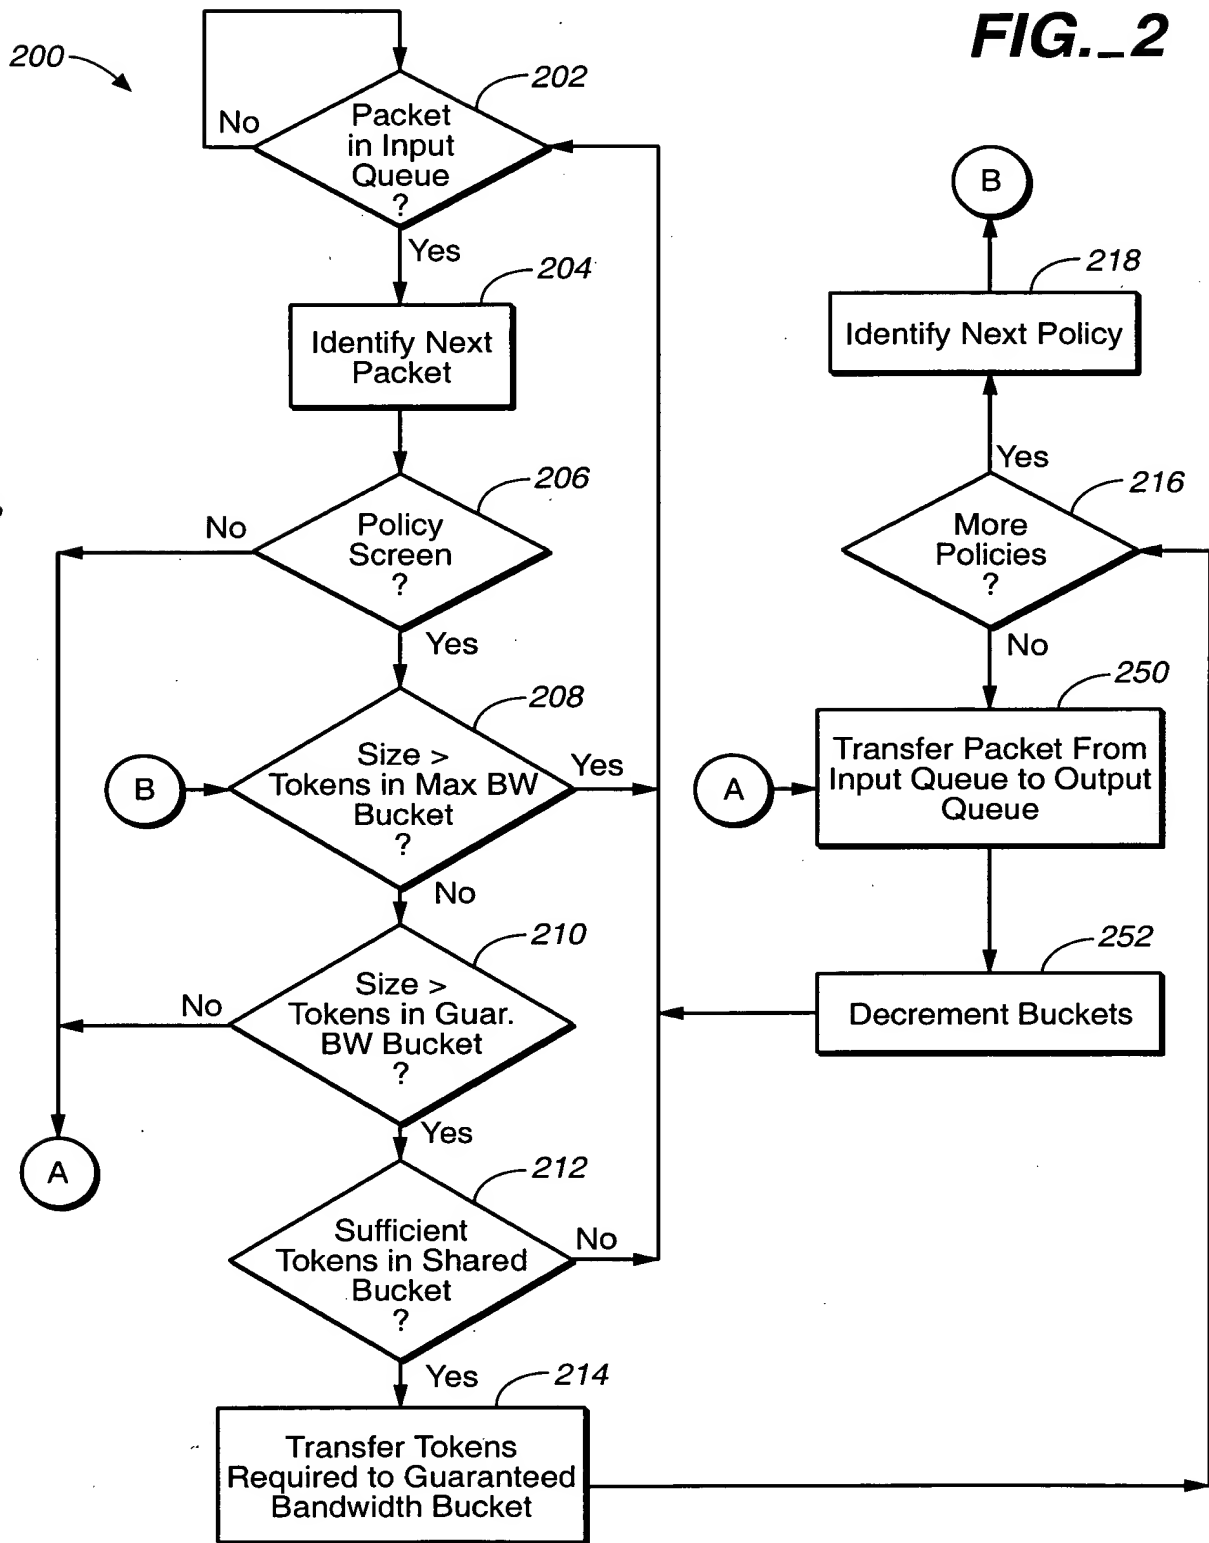 FIG._2
200
202
No
Packet
in Input
Queue
?
Yes
204
Identify Next
Packet
206
No
Policy
Screen
?
Yes
208
B
Size >
Tokens in Max BW
Bucket
?
Yes
No
210
No
Size >
Tokens in Guar.
BW Bucket
?
Yes
A
212
Sufficient
Tokens in Shared
Bucket
?
No
Yes
214
Transfer Tokens
Required to Guaranteed
Bandwidth Bucket
B
218
Identify Next Policy
Yes
216
More
Policies
?
No
250
A
Transfer Packet From
Input Queue to Output
Queue
252
Decrement Buckets